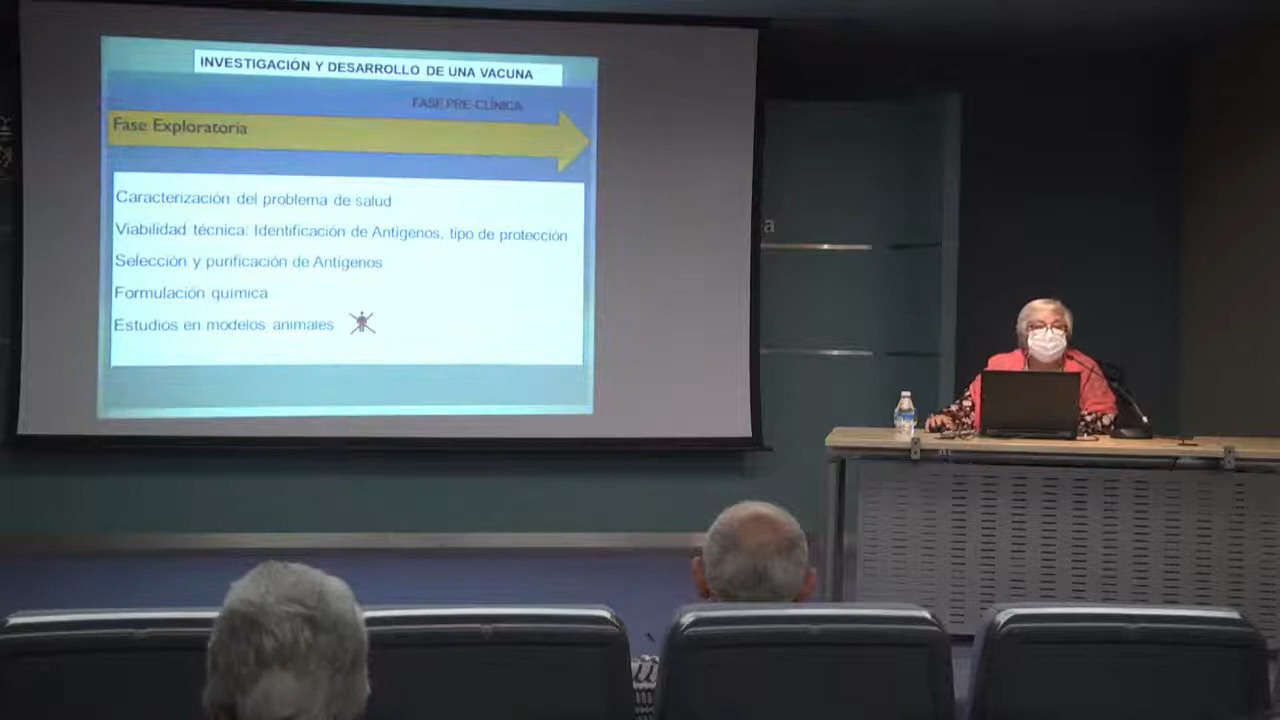 INVESTIGACIÓN Y DESARROLLO DE UNA VACUNA
FASE PRE-CLÍNICA
Fase Exploratoria
Caracterización del problema de salud
Viabilidad técnica: Identificación de Antígenos, tipo de protección
Selección y purificación de Antígenos
Formulación química
Estudios en modelos animales